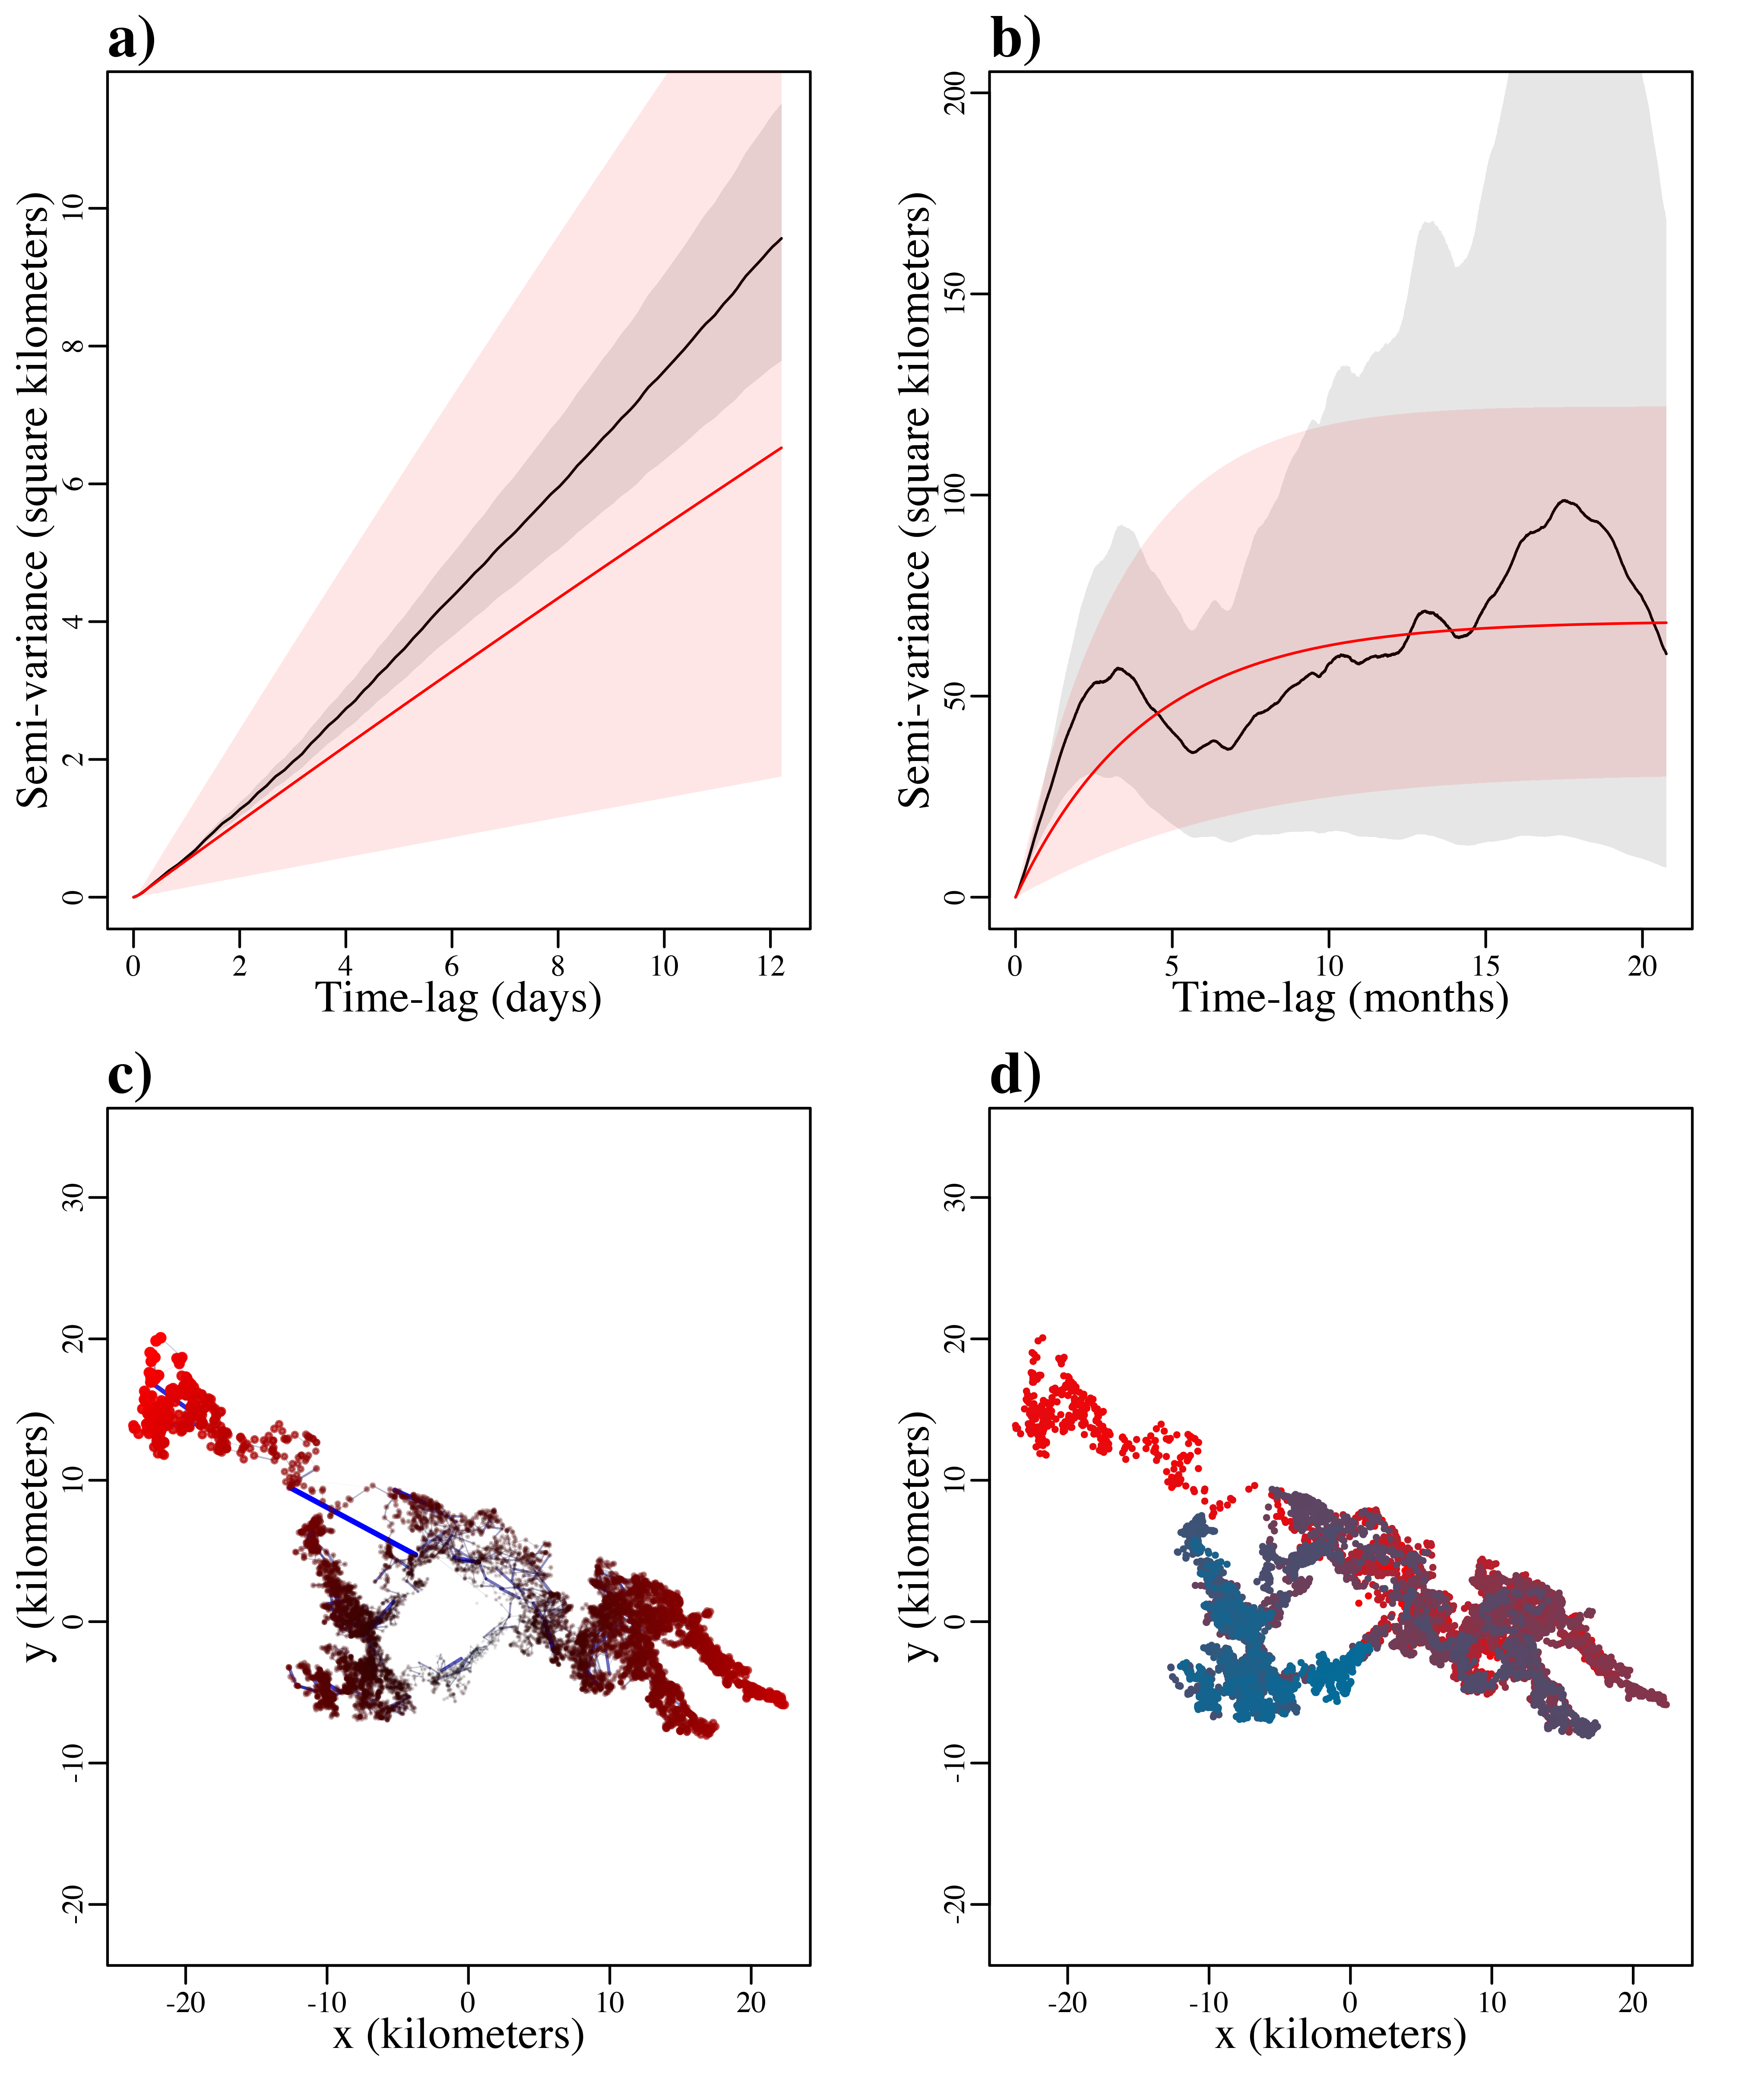 a)
Semi-variance (square kilometers)
0 2 4 6 8 10
0 2 4 6 8 10 12
Time-lag (days)
b)
Semi-variance (square kilometers)
0 50 100 150 200
0 5 10 15 20
Time-lag (months)
c)
y (kilometers)
-20 -10 0 10 20 30
-20 -10 0 10 20
x (kilometers)
d)
y (kilometers)
-20 -10 0 10 20 30
-20 -10 0 10 20
x (kilometers)